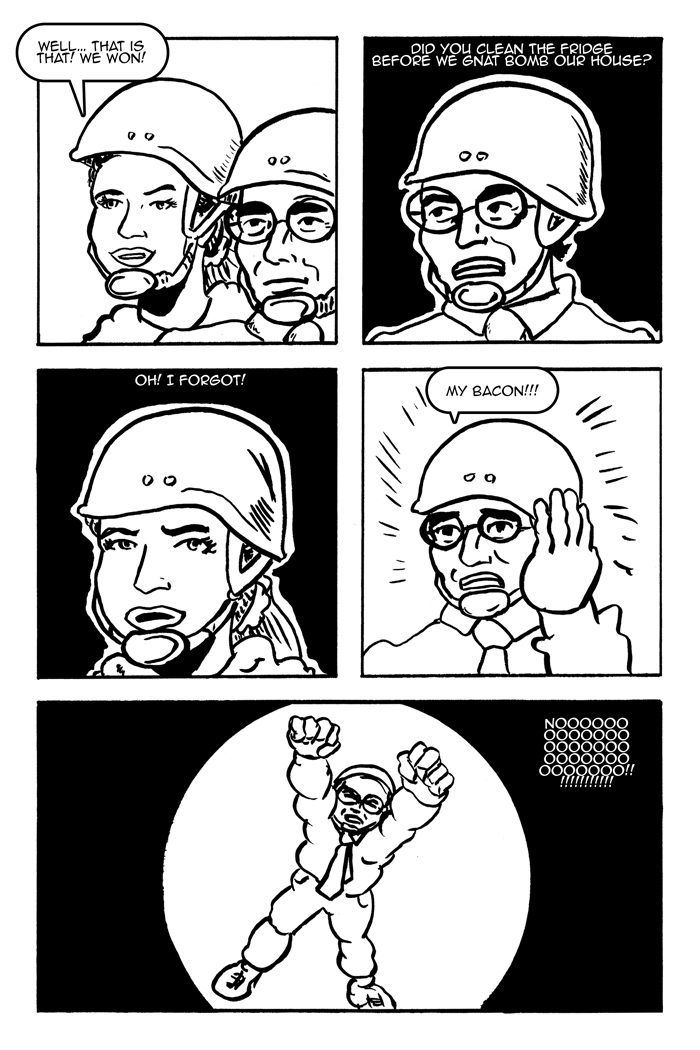 WELL... THAT IS
THAT! WE WON!
DID YOU CLEAN THE FRIDGE
BEFORE WE GNAT BOMB OUR HOUSE?
OH! I FORGOT!
MY BACON!!!
NOOOOOO
OOOOOOO
OOOOOOO
OOOOOOO
OOOOOOO!!
!!!!!!!!!!!